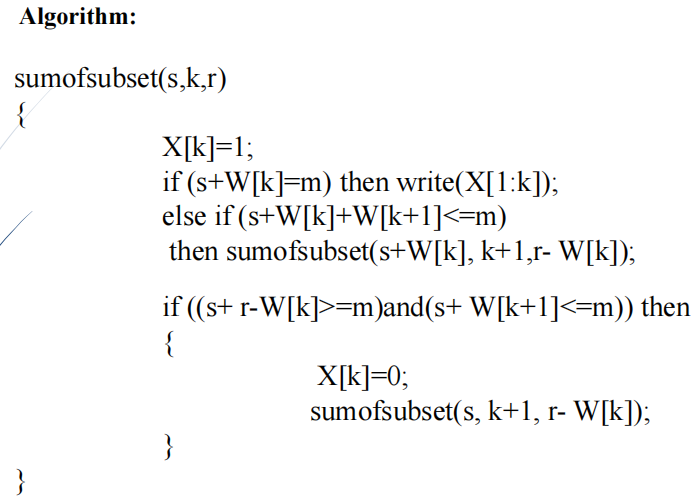 Algorithm:
sumofsubset(s,k,r)
{
X[k]=1;
if (s+W[k]=m) then write(X[1:k]);
else if (s+W[k]+W[k+1]<=m)
then sumofsubset(s+W[k], k+1,r- W[k]);
if ((s+ r-W[k]>=m)and(s+ W[k+1]<=m)) then
{
X[k]=0;
sumofsubset(s, k+1, r- W[k]);
}
}